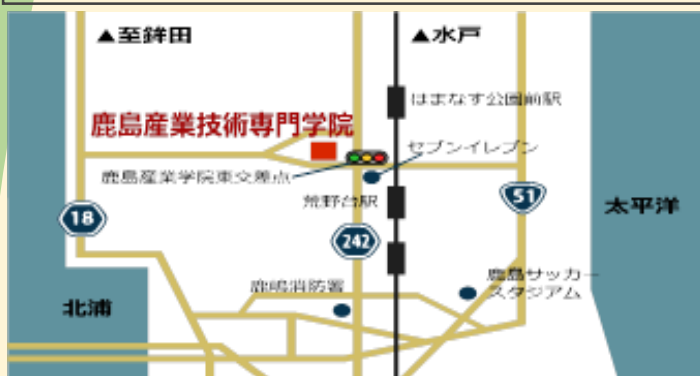 ▲至鉾田
▲水戸
はまなす公園前駅
鹿島産業技術専門学院
セブンイレブン
鹿島産業学院東交差点
荒野台駅
18
51
太平洋
242
鹿島サッカー
スタジアム
鹿嶋消防署
北浦